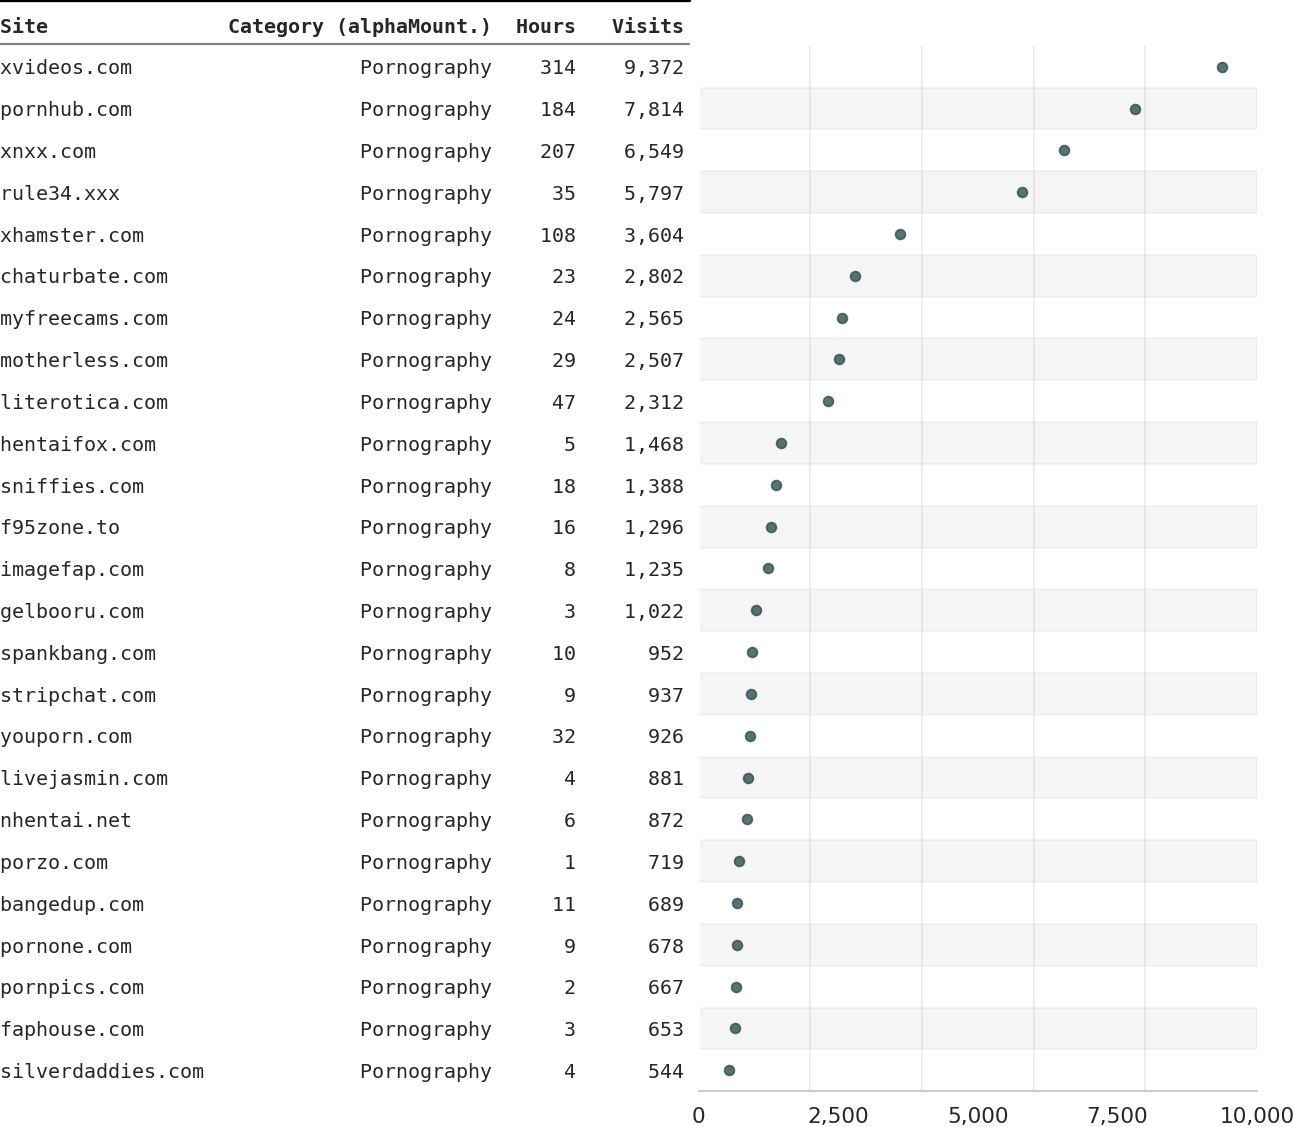 Site Category (alphaMount.) Hours Visits
xvideos.com Pornography 314 9,372
pornhub.com Pornography 184 7,814
xnxx.com Pornography 207 6,549
rule34.xxx Pornography 35 5,797
xhamster.com Pornography 108 3,604
chaturbate.com Pornography 23 2,802
myfreecams.com Pornography 24 2,565
motherless.com Pornography 29 2,507
literotica.com Pornography 47 2,312
hentaifox.com Pornography 5 1,468
sniffies.com Pornography 18 1,388
f95zone.to Pornography 16 1,296
imagefap.com Pornography 8 1,235
gelbooru.com Pornography 3 1,022
spankbang.com Pornography 10 952
stripchat.com Pornography 9 937
youporn.com Pornography 32 926
livejasmin.com Pornography 4 881
nhentai.net Pornography 6 872
porzo.com Pornography 1 719
bangedup.com Pornography 11 689
pornone.com Pornography 9 678
pornpics.com Pornography 2 667
faphouse.com Pornography 3 653
silverdaddies.com Pornography 4 544
0 2,500 5,000 7,500 10,000